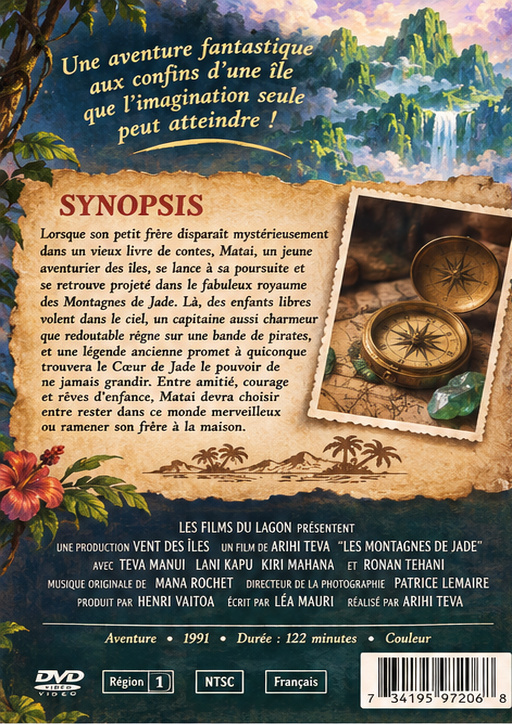 Une aventure fantastique
aux confins d'une île
que l'imagination seule
peut atteindre !
SYNOPSIS
Lorsque son petit frère disparaît mystérieusement
dans un vieux livre de contes, Matai, un jeune
aventurier des îles, se lance à sa poursuite et
se retrouve projeté dans le fabuleux royaume
des Montagnes de Jade. Là, des enfants libres
volent dans le ciel, un capitaine aussi charmeur
que redoutable règne sur une bande de pirates,
et une légende ancienne promet à quiconque
trouvera le Cœur de Jade le pouvoir de
ne jamais grandir. Entre amitié, courage
et rêves d'enfance, Matai devra choisir
entre rester dans ce monde merveilleux
ou ramener son frère à la maison.
LES FILMS DU LAGON PRÉSENTENT
UNE PRODUCTION VENT DES ÎLES UN FILM DE ARIHI TEVA "LES MONTAGNES DE JADE"
AVEC TEVA MANUI LANI KAPU KIRI MAHANA ET RONAN TEHANI
MUSIQUE ORIGINALE DE MANA ROCHET DIRECTEUR DE LA PHOTOGRAPHIE PATRICE LEMAIRE
PRODUIT PAR HENRI VAITOA ÉCRIT PAR LÉA MAURI RÉALISÉ PAR ARIHI TEVA
Aventure • 1991 • Durée : 122 minutes • Couleur
DVD
VIDEO
Région 1
NTSC
Français
7 34195 97206 8